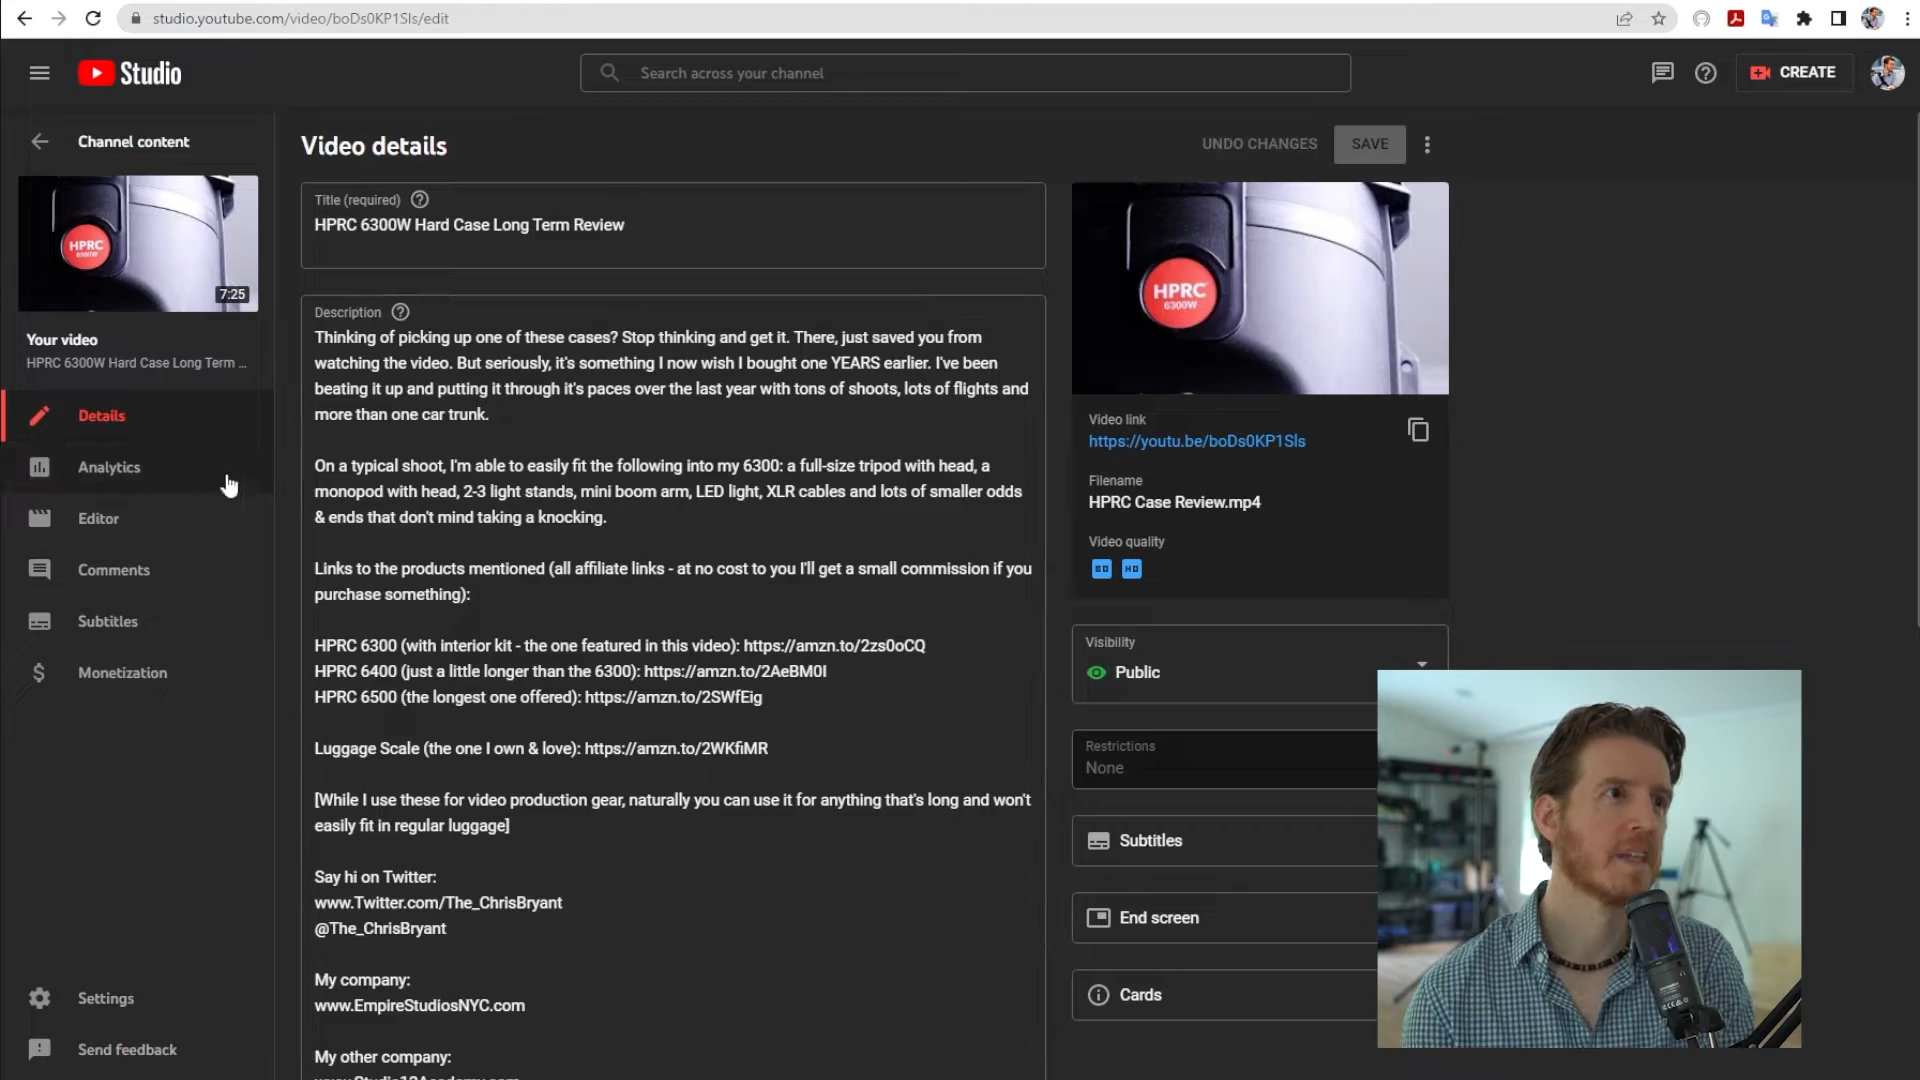 studio.youtube.com/video/boDs0KP1Sls/edit
Studio
Search across your channel
CREATE
Channel content
HPRC
6300W
7:25
Your video
HPRC 6300W Hard Case Long Term ...
Details
Analytics
Editor
Comments
Subtitles
Monetization
Settings
Send feedback
Video details
UNDO CHANGES
SAVE
Title (required)
HPRC 6300W Hard Case Long Term Review
Description
Thinking of picking up one of these cases? Stop thinking and get it. There, just saved you from
watching the video. But seriously, it's something I now wish I bought one YEARS earlier. I've been
beating it up and putting it through it's paces over the last year with tons of shoots, lots of flights and
more than one car trunk.
On a typical shoot, I'm able to easily fit the following into my 6300: a full-size tripod with head, a
monopod with head, 2-3 light stands, mini boom arm, LED light, XLR cables and lots of smaller odds
& ends that don't mind taking a knocking.
Links to the products mentioned (all affiliate links - at no cost to you I'll get a small commission if you
purchase something):
HPRC 6300 (with interior kit - the one featured in this video): https://amzn.to/2zs0oCQ
HPRC 6400 (just a little longer than the 6300): https://amzn.to/2AeBM0I
HPRC 6500 (the longest one offered): https://amzn.to/2SWfEig
Luggage Scale (the one I own & love): https://amzn.to/2WKfiMR
[While I use these for video production gear, naturally you can use it for anything that's long and won't
easily fit in regular luggage]
Say hi on Twitter:
www.Twitter.com/The_ChrisBryant
@The_ChrisBryant
My company:
www.EmpireStudiosNYC.com
My other company:
HPRC
6300W
Video link
https://youtu.be/boDs0KP1Sls
Filename
HPRC Case Review.mp4
Video quality
SD HD
Visibility
Public
Restrictions
None
Subtitles
End screen
Cards